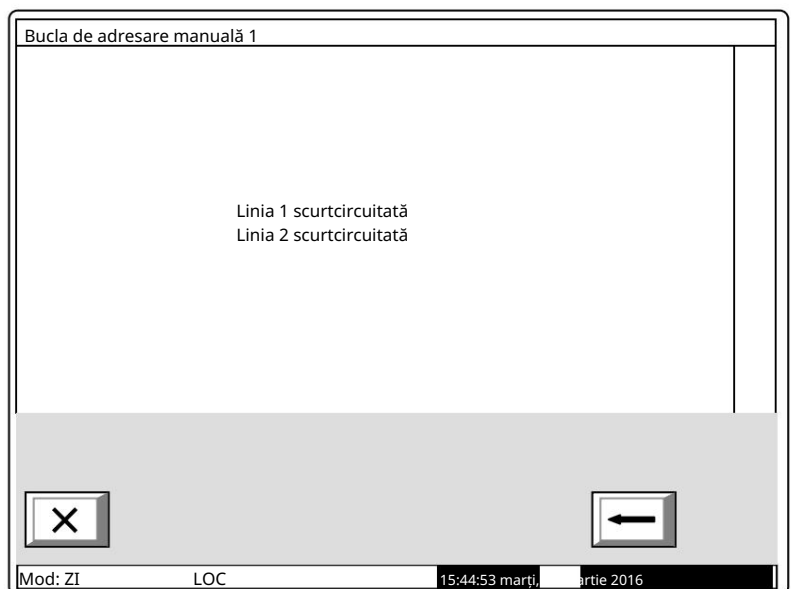 Bucla de adresare manuală 1
Linia 1 scurtcircuitată
Linia 2 scurtcircuitată
Mod: ZI LOC 15:44:53 marți, artie 2016